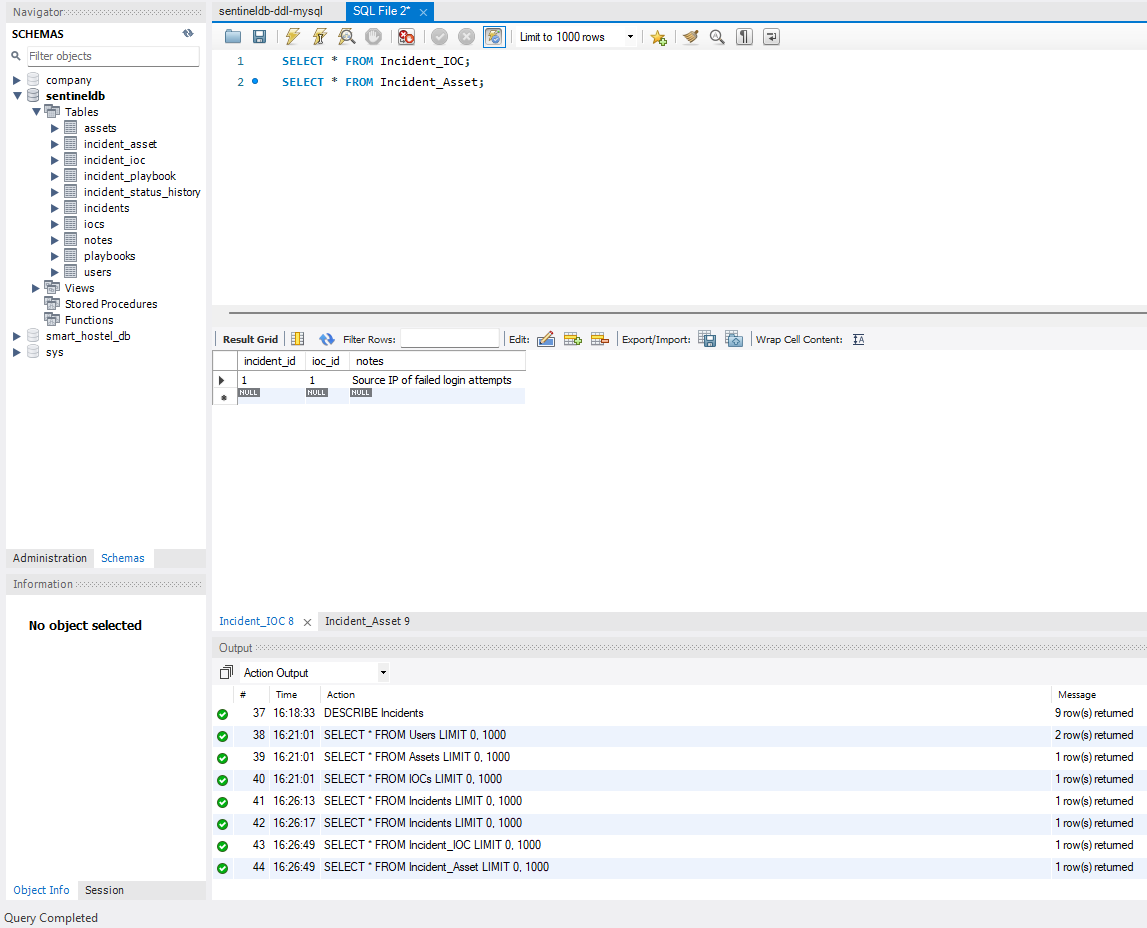 Navigator
SCHEMAS
Filter objects
company
sentineldb
Tables
assets
incident_asset
incident_ioc
incident_playbook
incident_status_history
incidents
iocs
notes
playbooks
users
Views
Stored Procedures
Functions
smart_hostel_db
sys
Administration Schemas
Information
No object selected
Object Info Session
sentineldb-ddl-mysql SQL File 2*
Limit to 1000 rows
1 SELECT * FROM Incident_IOC;
2 SELECT * FROM Incident_Asset;
Result Grid Filter Rows: Edit: Export/Import: Wrap Cell Content:
incident_id ioc_id notes
1 1 Source IP of failed login attempts
NULL NULL NULL
Incident_IOC 8 Incident_Asset 9
Output
Action Output
# Time Action Message
37 16:18:33 DESCRIBE Incidents 9 row(s) returned
38 16:21:01 SELECT * FROM Users LIMIT 0, 1000 2 row(s) returned
39 16:21:01 SELECT * FROM Assets LIMIT 0, 1000 1 row(s) returned
40 16:21:01 SELECT * FROM IOCs LIMIT 0, 1000 1 row(s) returned
41 16:26:13 SELECT * FROM Incidents LIMIT 0, 1000 1 row(s) returned
42 16:26:17 SELECT * FROM Incidents LIMIT 0, 1000 1 row(s) returned
43 16:26:49 SELECT * FROM Incident_IOC LIMIT 0, 1000 1 row(s) returned
44 16:26:49 SELECT * FROM Incident_Asset LIMIT 0, 1000 1 row(s) returned
Query Completed